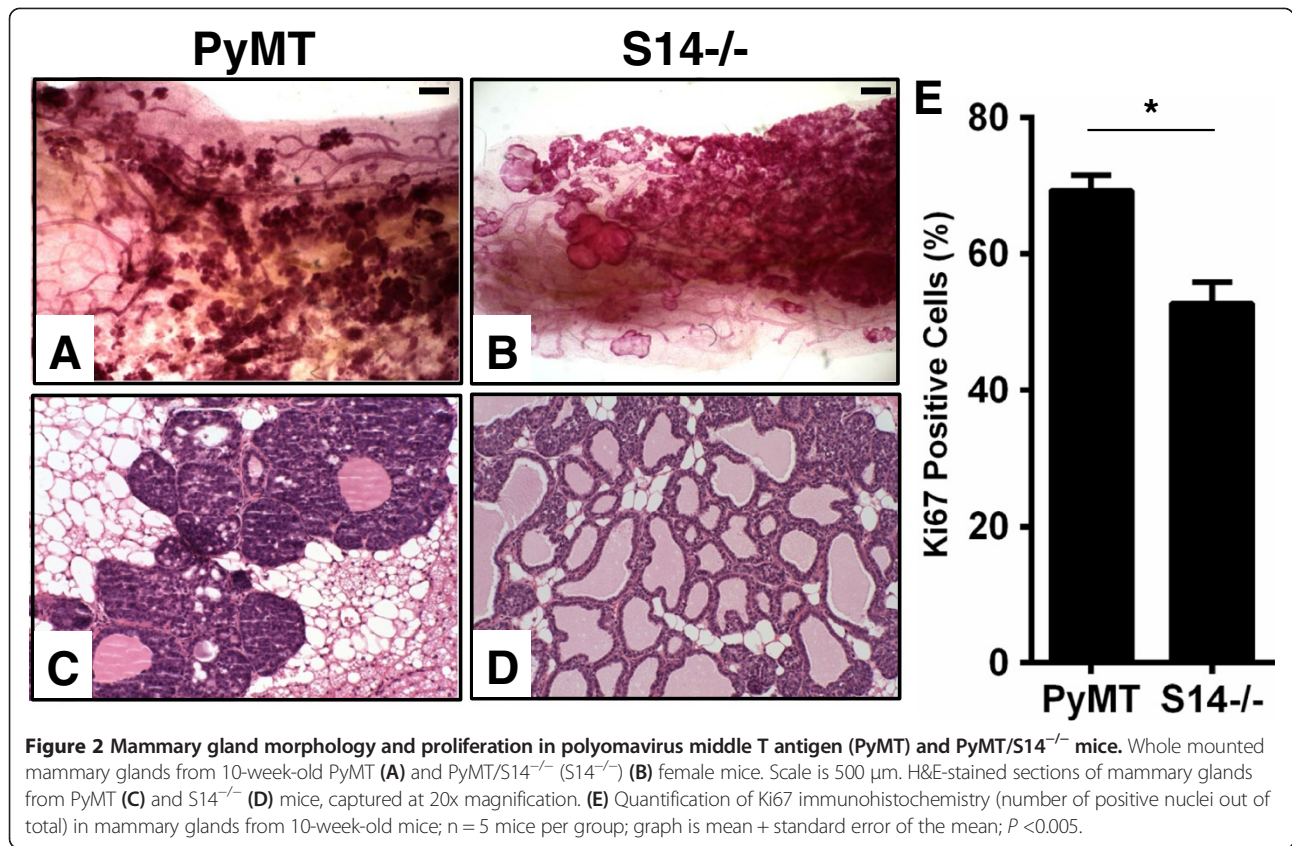 PyMT
S14-/-
A
B
C
D
E
80
60
40
20
0
Ki67 Positive Cells (%)
*
PyMT S14-/-
Figure 2 Mammary gland morphology and proliferation in polyomavirus middle T antigen (PyMT) and PyMT/S14−/− mice. Whole mounted
mammary glands from 10-week-old PyMT (A) and PyMT/S14−/− (S14−/−) (B) female mice. Scale is 500 μm. H&E-stained sections of mammary glands
from PyMT (C) and S14−/− (D) mice, captured at 20x magnification. (E) Quantification of Ki67 immunohistochemistry (number of positive nuclei out of
total) in mammary glands from 10-week-old mice; n = 5 mice per group; graph is mean + standard error of the mean; P <0.005.